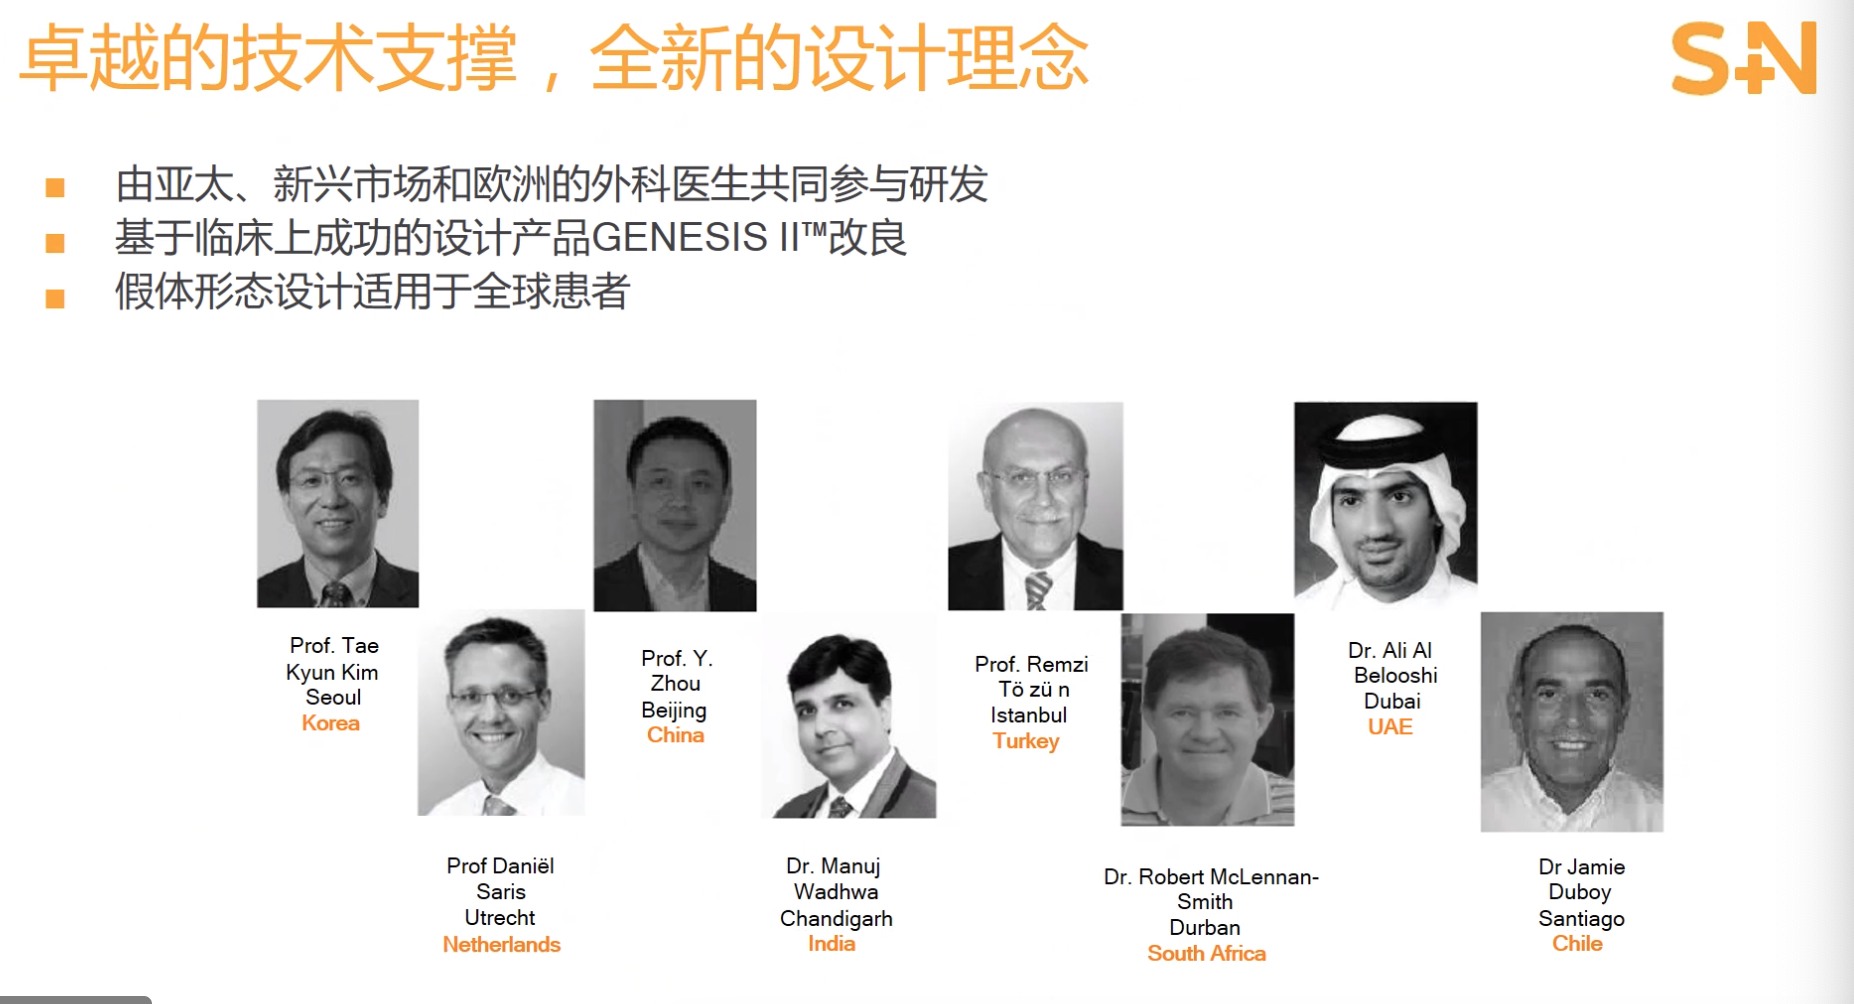 卓越的技术支撑，全新的设计理念
S+N
由亚太、新兴市场和欧洲的外科医生共同参与研发
基于临床上成功的设计产品GENESIS II™改良
假体形态设计适用于全球患者
Prof. Tae
Kyun Kim
Seoul
Korea
Prof. Y.
Zhou
Beijing
China
Prof. Remzi
Tö zü n
Istanbul
Turkey
Dr. Ali Al
Belooshi
Dubai
UAE
Prof Daniël
Saris
Utrecht
Netherlands
Dr. Manuj
Wadhwa
Chandigarh
India
Dr. Robert McLennan-
Smith
Durban
South Africa
Dr Jamie
Duboy
Santiago
Chile